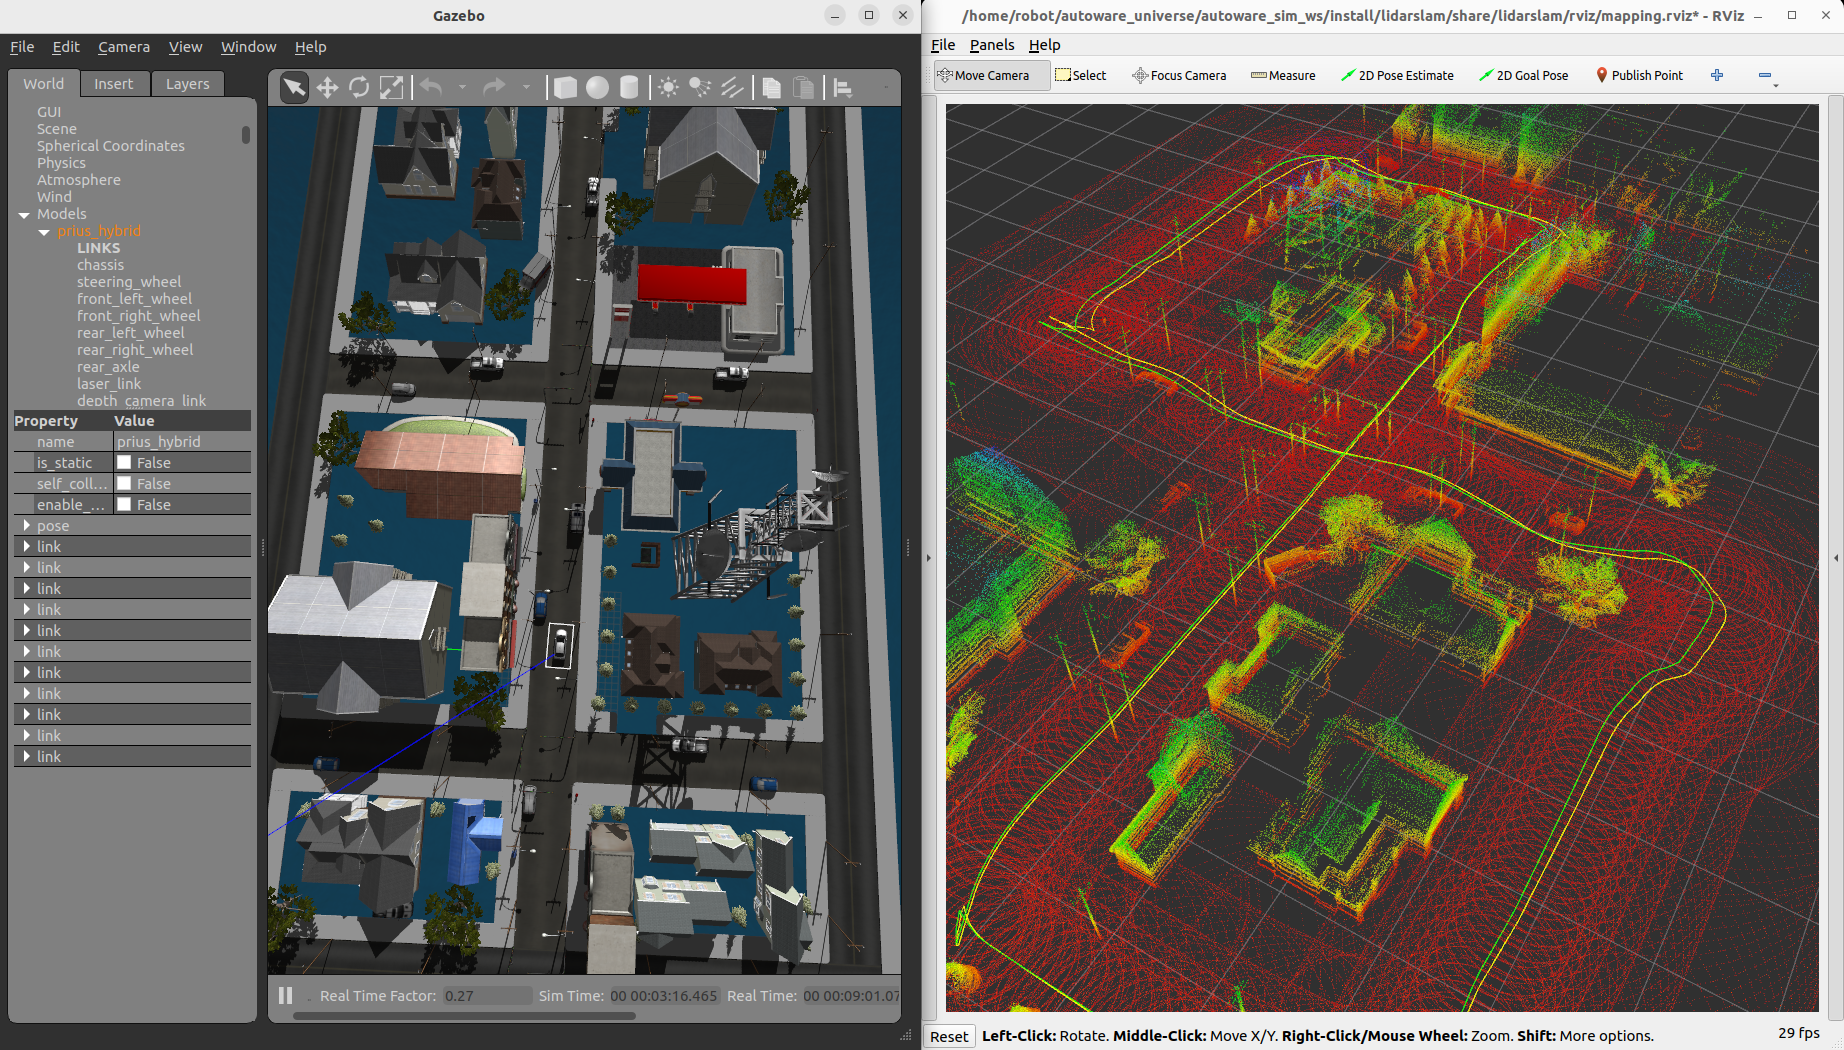 Gazebo
File Edit Camera View Window Help
World Insert Layers
GUI
Scene
Spherical Coordinates
Physics
Atmosphere
Wind
Models
prius_hybrid
LINKS
chassis
steering_wheel
front_left_wheel
front_right_wheel
rear_left_wheel
rear_right_wheel
rear_axle
laser_link
depth_camera_link
Property Value
name prius_hybrid
is_static False
self_coll... False
enable_... False
pose
link
link
link
link
link
link
link
link
link
link
link
Real Time Factor: 0.27 Sim Time: 00 00:03:16.465 Real Time: 00 00:09:01.07
/home/robot/autoware_universe/autoware_sim_ws/install/lidarslam/share/lidarslam/rviz/mapping.rviz* - RViz
File Panels Help
Move Camera Select Focus Camera Measure 2D Pose Estimate 2D Goal Pose Publish Point
Reset Left-Click: Rotate. Middle-Click: Move X/Y. Right-Click/Mouse Wheel: Zoom. Shift: More options. 29 fps